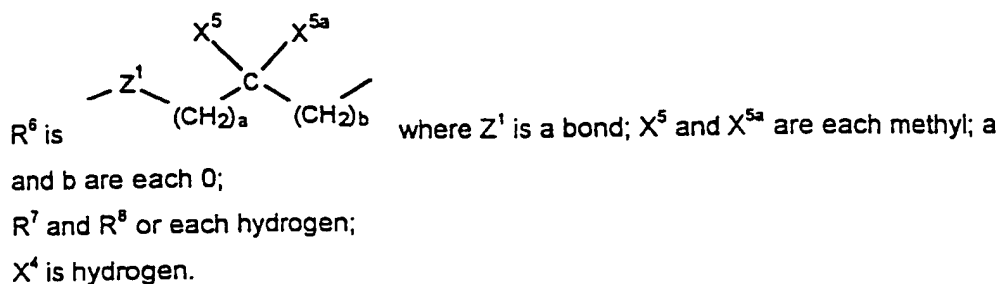 X⁵ X⁵ᵃ
Z¹ C
(CH2)a (CH2)b
R⁶ is where Z¹ is a bond; X⁵ and X⁵ᵃ are each methyl; a
and b are each 0;
R⁷ and R⁸ or each hydrogen;
X⁴ is hydrogen.